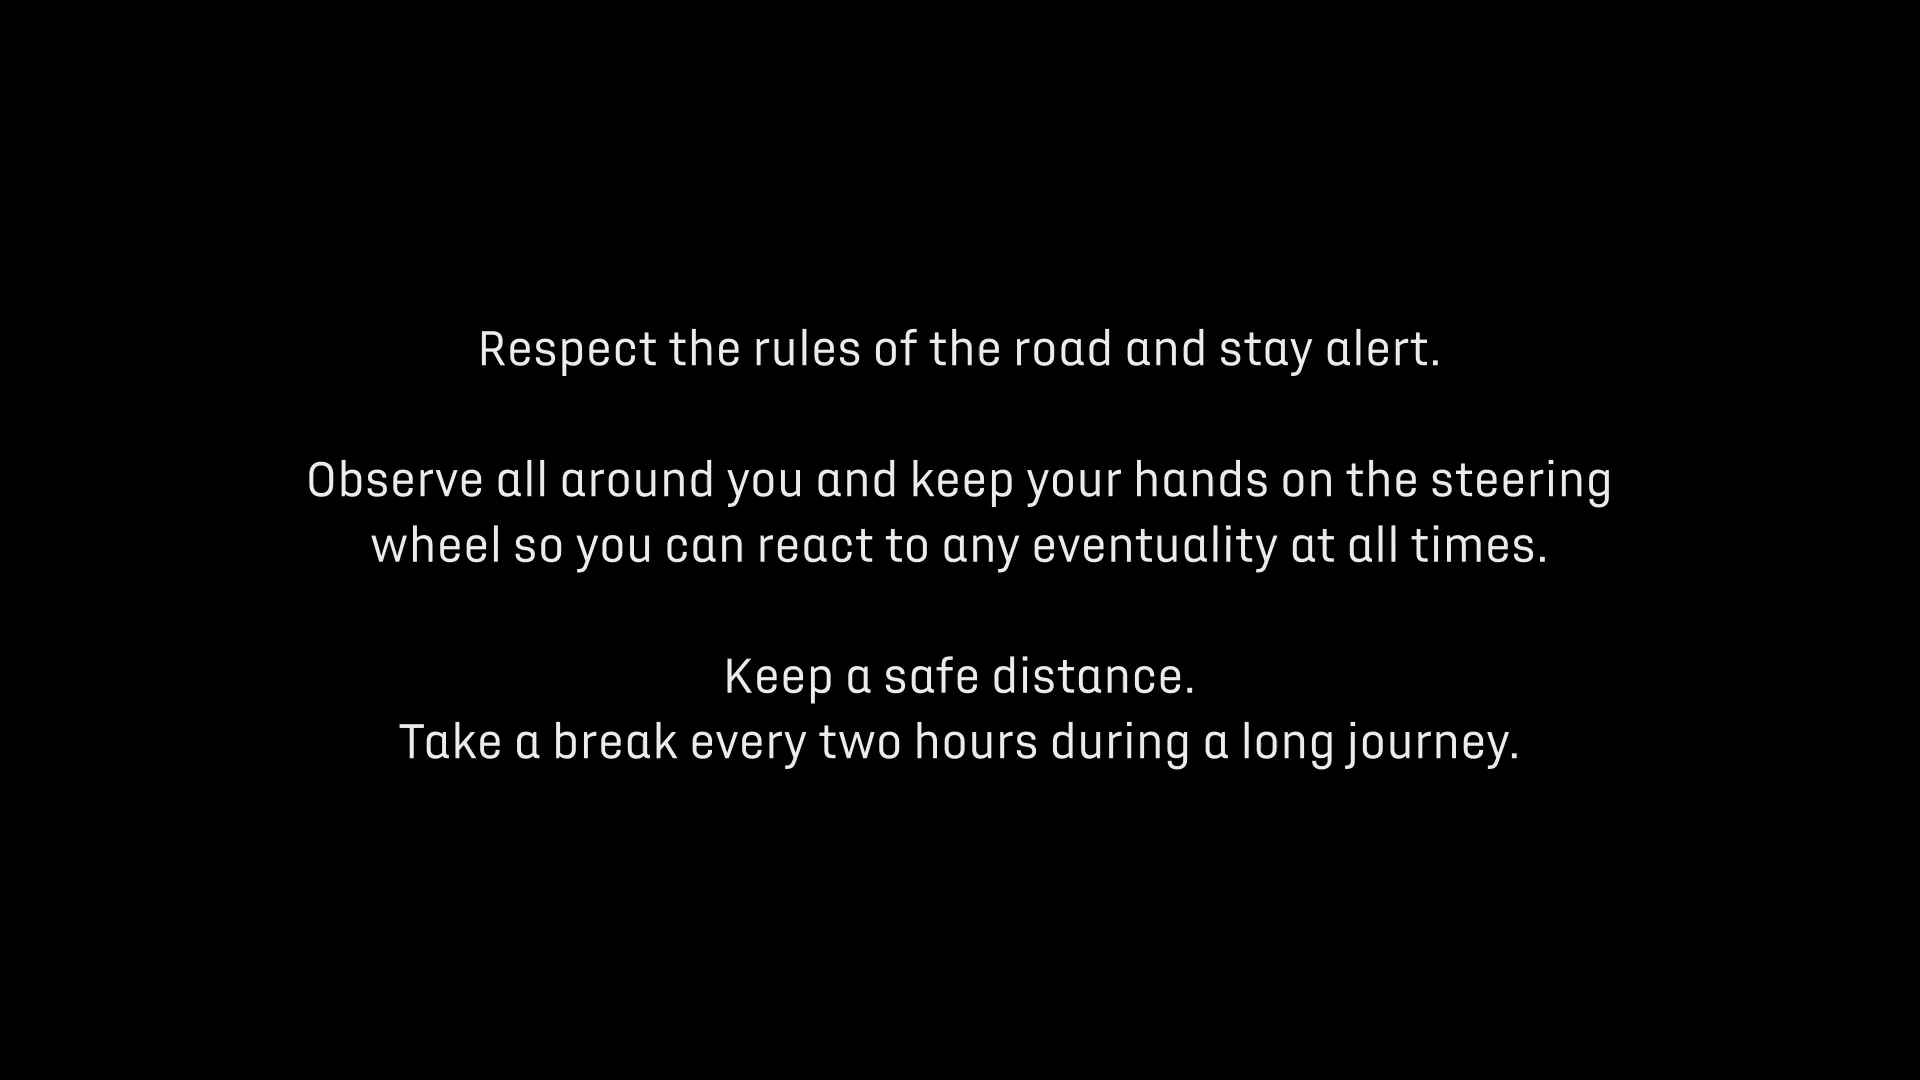 Respect the rules of the road and stay alert.
Observe all around you and keep your hands on the steering
wheel so you can react to any eventuality at all times.
Keep a safe distance.
Take a break every two hours during a long journey.